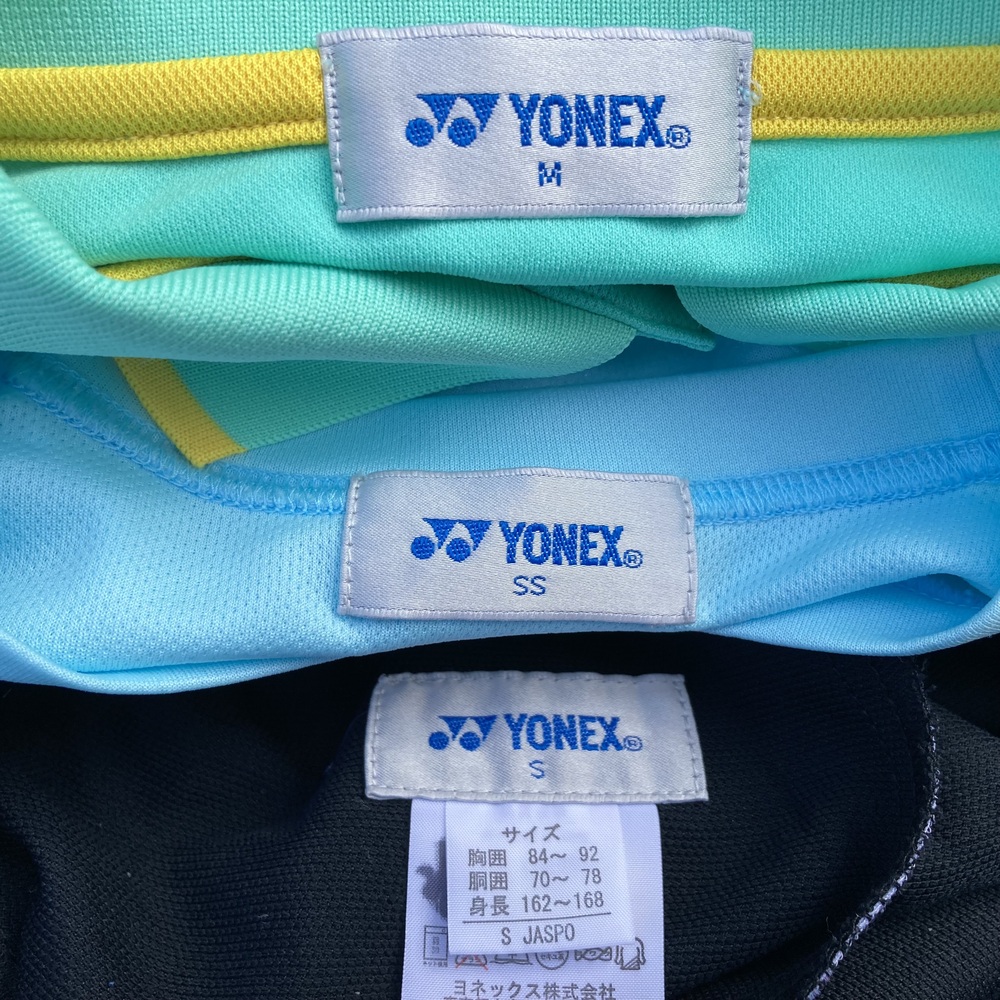 YONEX®
M
YONEX®
SS
YONEX®
S
サイズ
胸囲 84〜 92
胴囲 70〜 78
身長 162〜168
S JASPO
ヨネックス株式会社